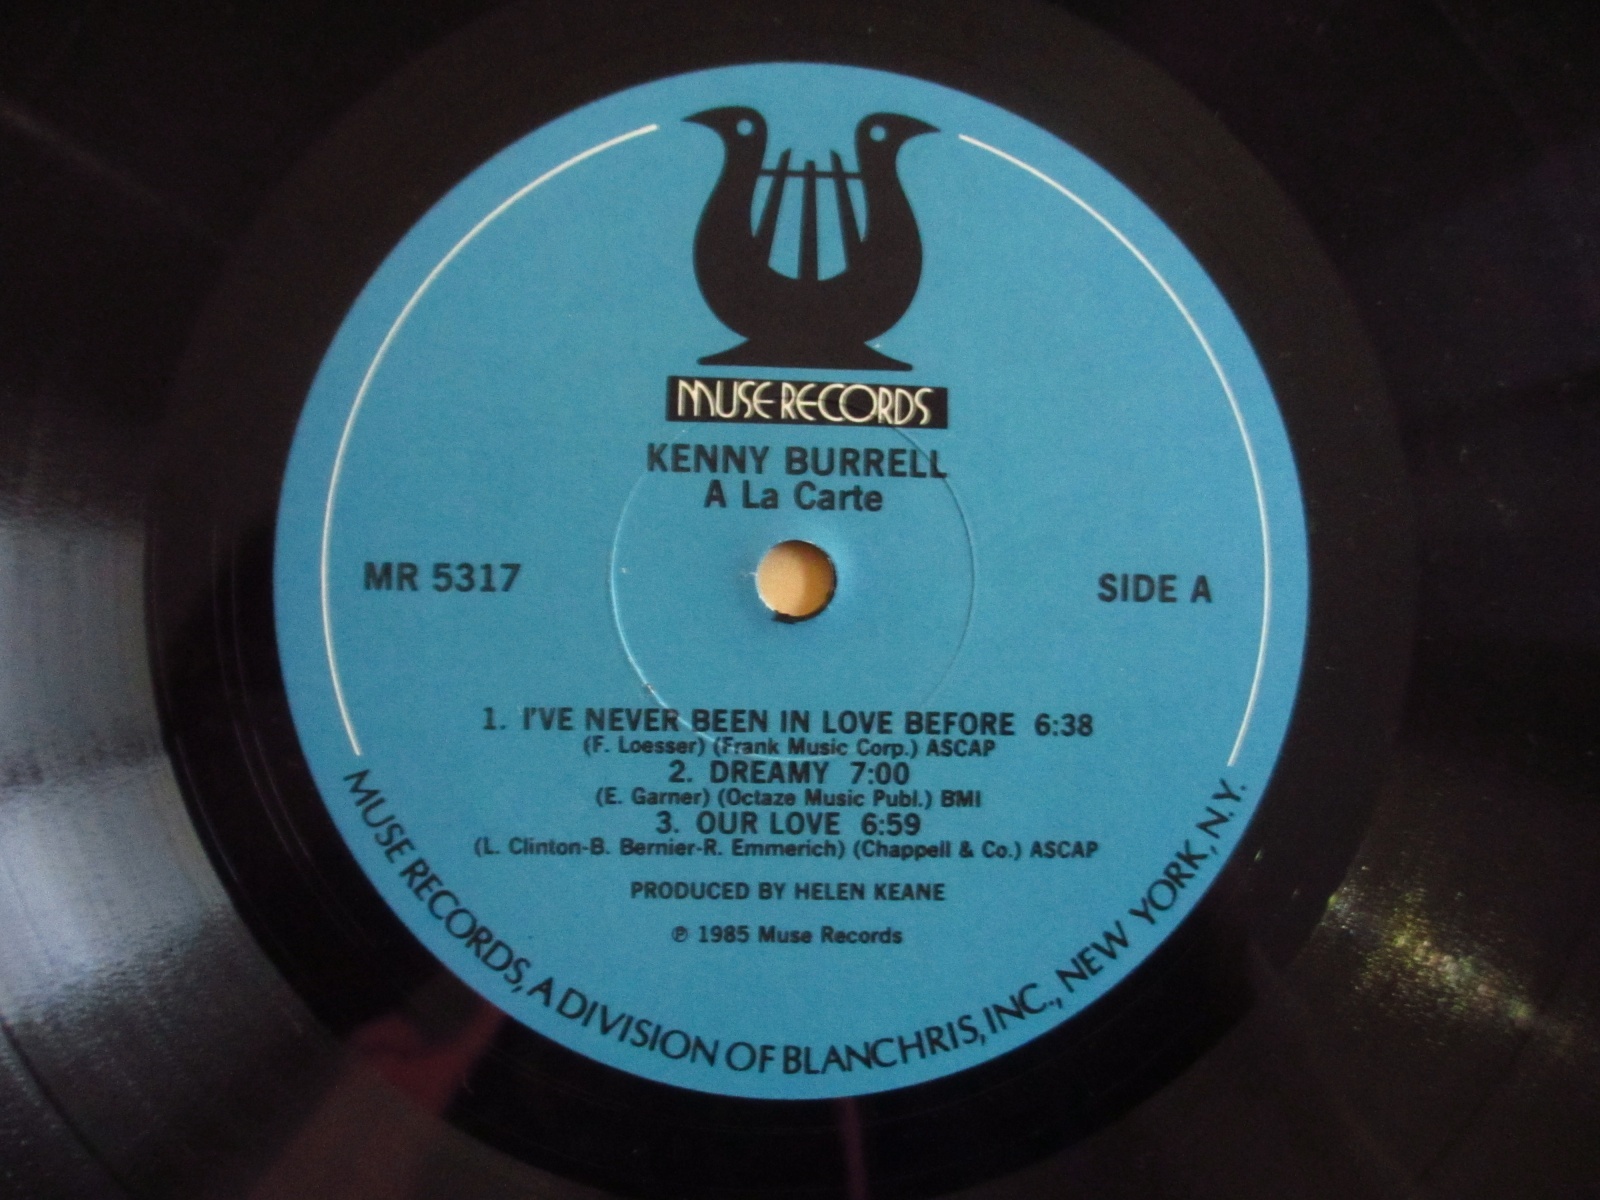 MUSE RECORDS
KENNY BURRELL
A La Carte
MR 5317
SIDE A
1. I'VE NEVER BEEN IN LOVE BEFORE 6:38
(F. Loesser) (Frank Music Corp.) ASCAP
2. DREAMY 7:00
(E. Garner) (Octaze Music Publ.) BMI
3. OUR LOVE 6:59
(L. Clinton-B. Bernier-R. Emmerich) (Chappell & Co.) ASCAP
PRODUCED BY HELEN KEANE
℗ 1985 Muse Records
MUSE RECORDS, A DIVISION OF BLANCHRIS, INC., NEW YORK, N.Y.